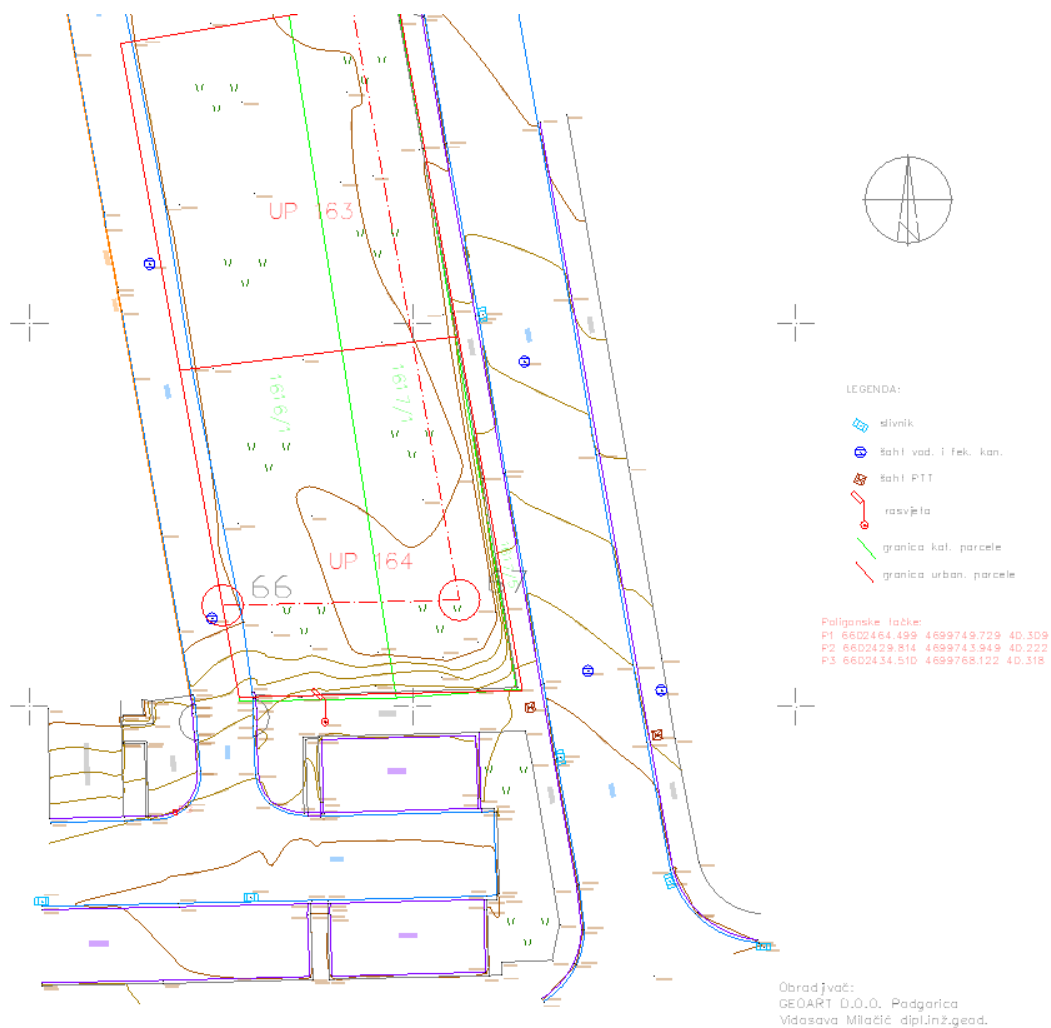 UP 163
1616/1
1617/1
UP 164
66
LEGENDA:
slivnik
šaht vod. i fek. kan.
šaht PTT
rasvjeta
granica kat. parcele
granica urban. parcele
Poligonske tačke:
P1 6602464.499 4699749.729 40.309
P2 6602429.814 4699743.949 40.222
P3 6602434.510 4699768.122 40.318
Obradjivač:
GEOART D.O.O. Podgorica
Vidosava Milačić dipl.inž.geod.